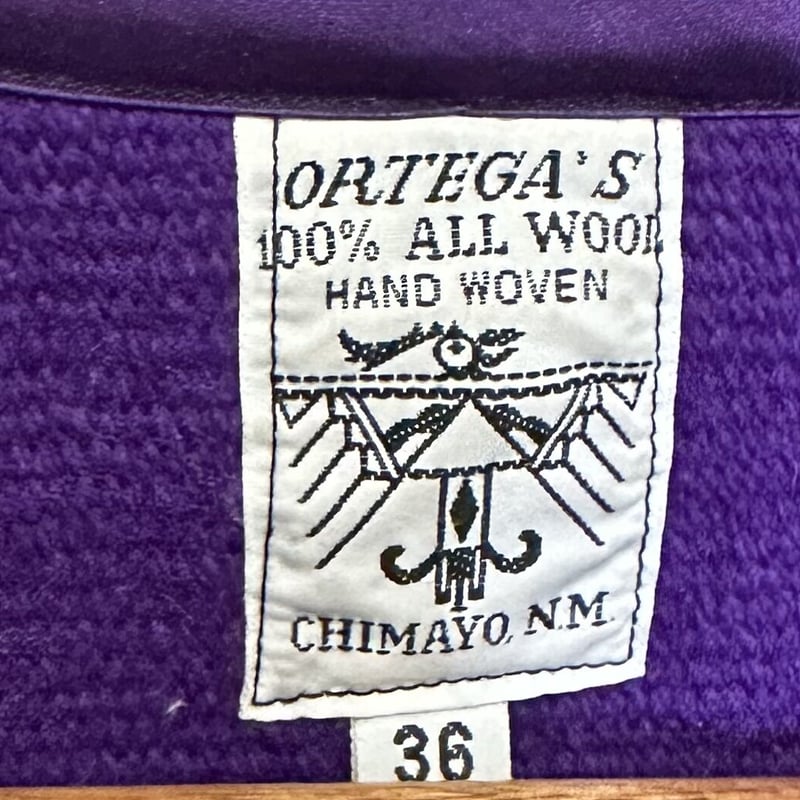 ORTEGA'S
100% ALL WOOL
HAND WOVEN
CHIMAYO, N.M.
36